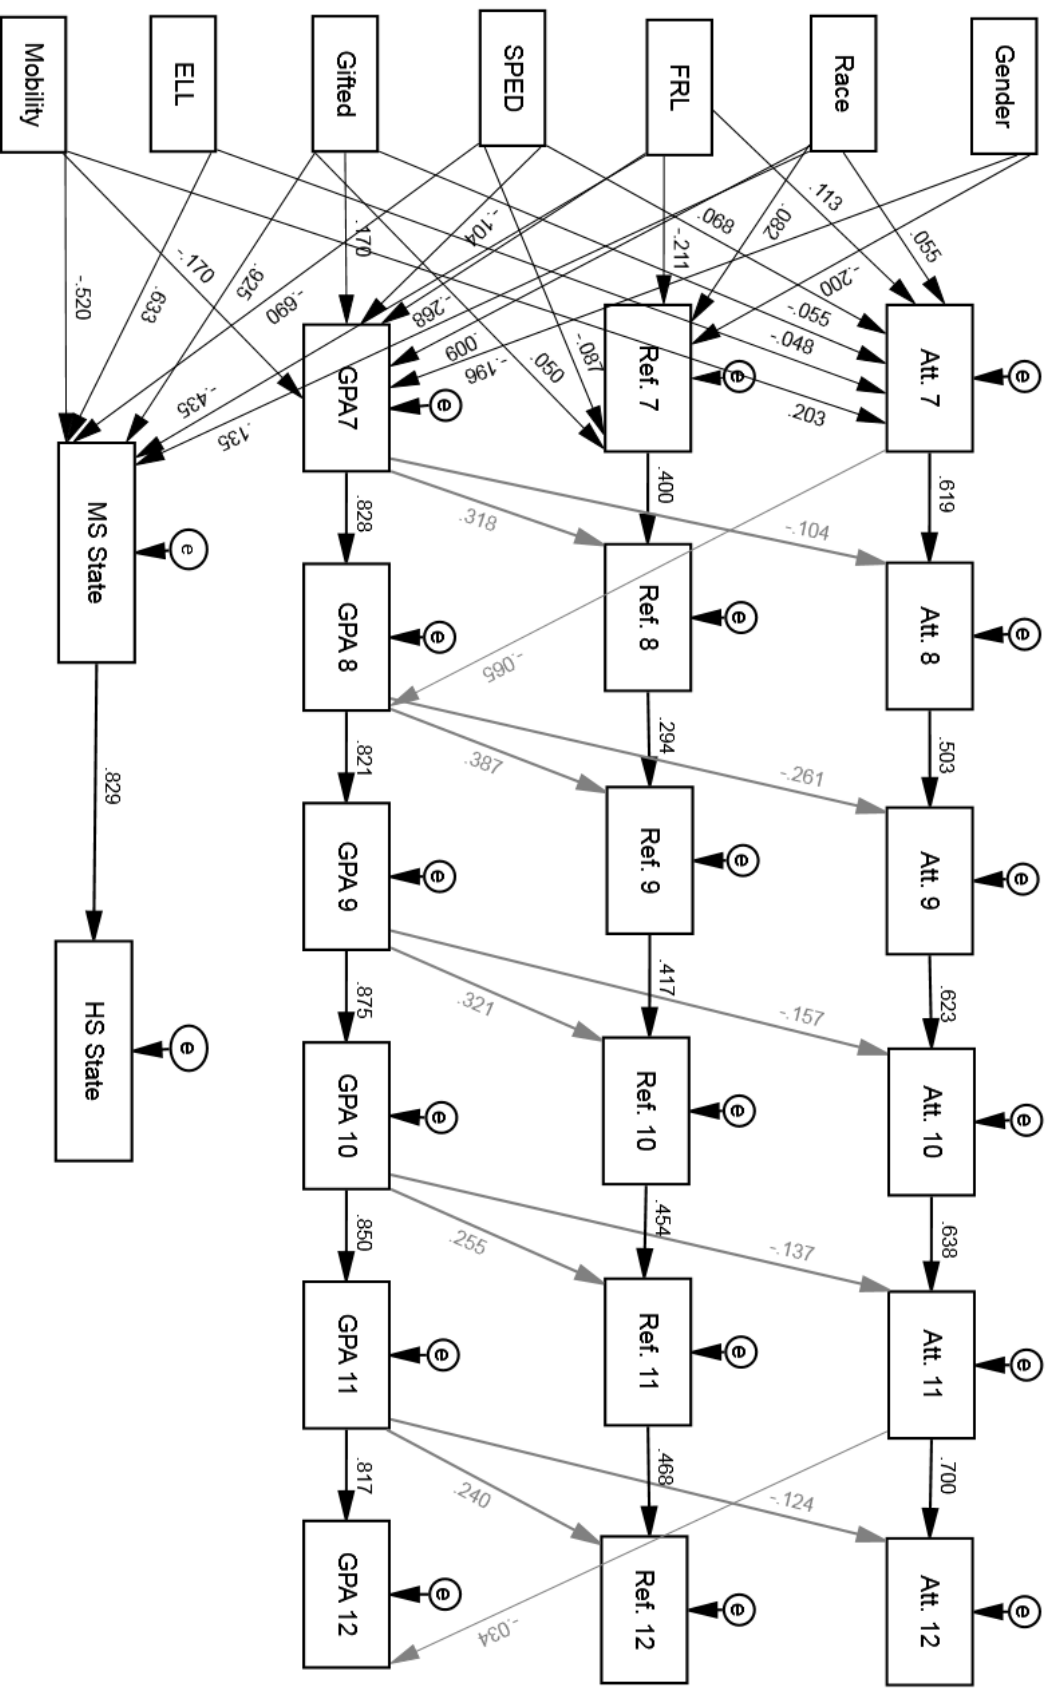 Gender
Race
FRL
SPED
Gifted
ELL
Mobility
.113
.055
-.200
.082
.068
-.211
-.055
-.048
.203
-.104
.170
-.268
.009
-.196
.050
-.087
-.170
.925
-.690
.633
-.520
-.435
.135
Att. 7
e
.619
Att. 8
e
.503
Att. 9
e
.623
Att. 10
e
.638
Att. 11
e
.700
Att. 12
e
-.104
-.261
-.157
-.137
-.124
Ref. 7
e
.400
Ref. 8
e
.294
Ref. 9
e
.417
Ref. 10
e
.454
Ref. 11
e
.468
Ref. 12
e
.318
-.065
.387
.321
.255
.240
-.034
GPA7
e
.828
GPA 8
e
.821
GPA 9
e
.875
GPA 10
e
.850
GPA 11
e
.817
GPA 12
e
MS State
e
.829
HS State
e